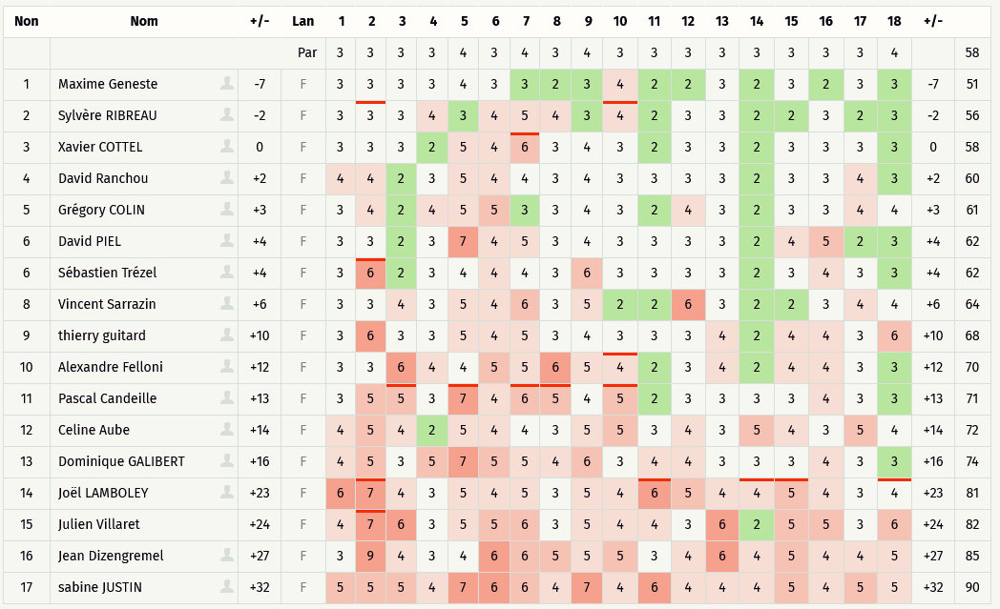 Non Nom +/- Lan 1 2 3 4 5 6 7 8 9 10 11 12 13 14 15 16 17 18 +/-
Par 3 3 3 3 4 3 4 3 4 3 3 3 3 3 3 3 3 4 58
1 Maxime Geneste -7 F 3 3 3 3 4 3 3 2 3 4 2 2 3 2 3 2 3 3 -7 51
2 Sylvère RIBREAU -2 F 3 3 3 4 3 4 5 4 3 4 2 3 3 2 2 3 2 3 -2 56
3 Xavier COTTEL 0 F 3 3 3 2 5 4 6 3 4 3 2 3 3 2 3 3 3 3 0 58
4 David Ranchou +2 F 4 4 2 3 5 4 4 3 4 3 3 3 3 2 3 3 4 3 +2 60
5 Grégory COLIN +3 F 3 4 2 4 5 5 3 3 4 3 2 4 3 2 3 3 4 4 +3 61
6 David PIEL +4 F 3 3 2 3 7 4 5 3 4 3 3 3 3 2 4 5 2 3 +4 62
6 Sébastien Trézel +4 F 3 6 2 3 4 4 4 3 6 3 3 3 3 2 3 4 3 3 +4 62
8 Vincent Sarrazin +6 F 3 3 4 3 5 4 6 3 5 2 2 6 3 2 2 3 4 4 +6 64
9 thierry guitard +10 F 3 6 3 3 5 4 5 3 4 3 3 3 4 2 4 4 3 6 +10 68
10 Alexandre Felloni +12 F 3 3 6 4 4 5 5 6 5 4 2 3 4 2 4 4 3 3 +12 70
11 Pascal Candeille +13 F 3 5 5 3 7 4 6 5 4 5 2 3 3 3 3 4 3 3 +13 71
12 Celine Aube +14 F 4 5 4 2 5 4 4 3 5 5 3 4 3 5 4 3 5 4 +14 72
13 Dominique GALIBERT +16 F 4 5 3 5 7 5 5 4 6 3 4 4 3 3 3 4 3 3 +16 74
14 Joël LAMBOLEY +23 F 6 7 4 3 5 4 5 3 5 4 6 5 4 4 5 4 3 4 +23 81
15 Julien Villaret +24 F 4 7 6 3 5 5 6 3 5 4 4 3 6 2 5 5 3 6 +24 82
16 Jean Dizengremel +27 F 3 9 4 3 4 6 6 5 5 5 3 4 6 4 5 4 4 5 +27 85
17 sabine JUSTIN +32 F 5 5 5 4 7 6 6 4 7 4 6 4 4 4 5 4 5 5 +32 90